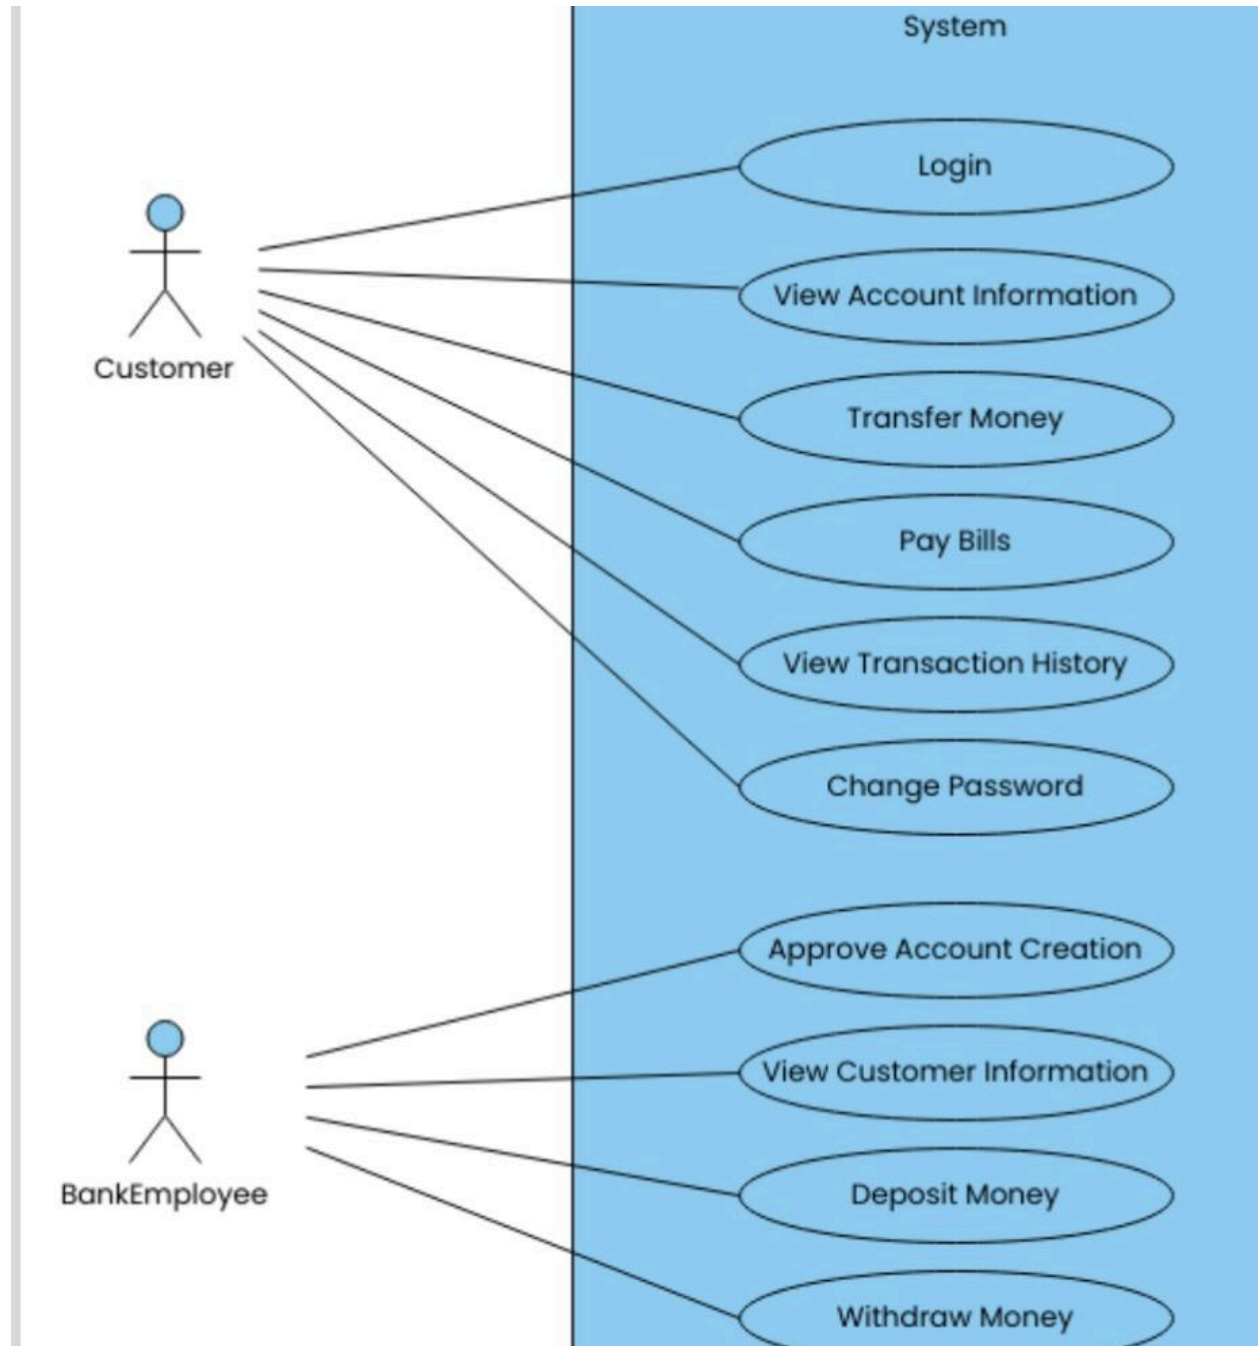 System
Login
View Account Information
Transfer Money
Customer
Pay Bills
View Transaction History
Change Password
Approve Account Creation
View Customer Information
BankEmployee
Deposit Money
Withdraw Money